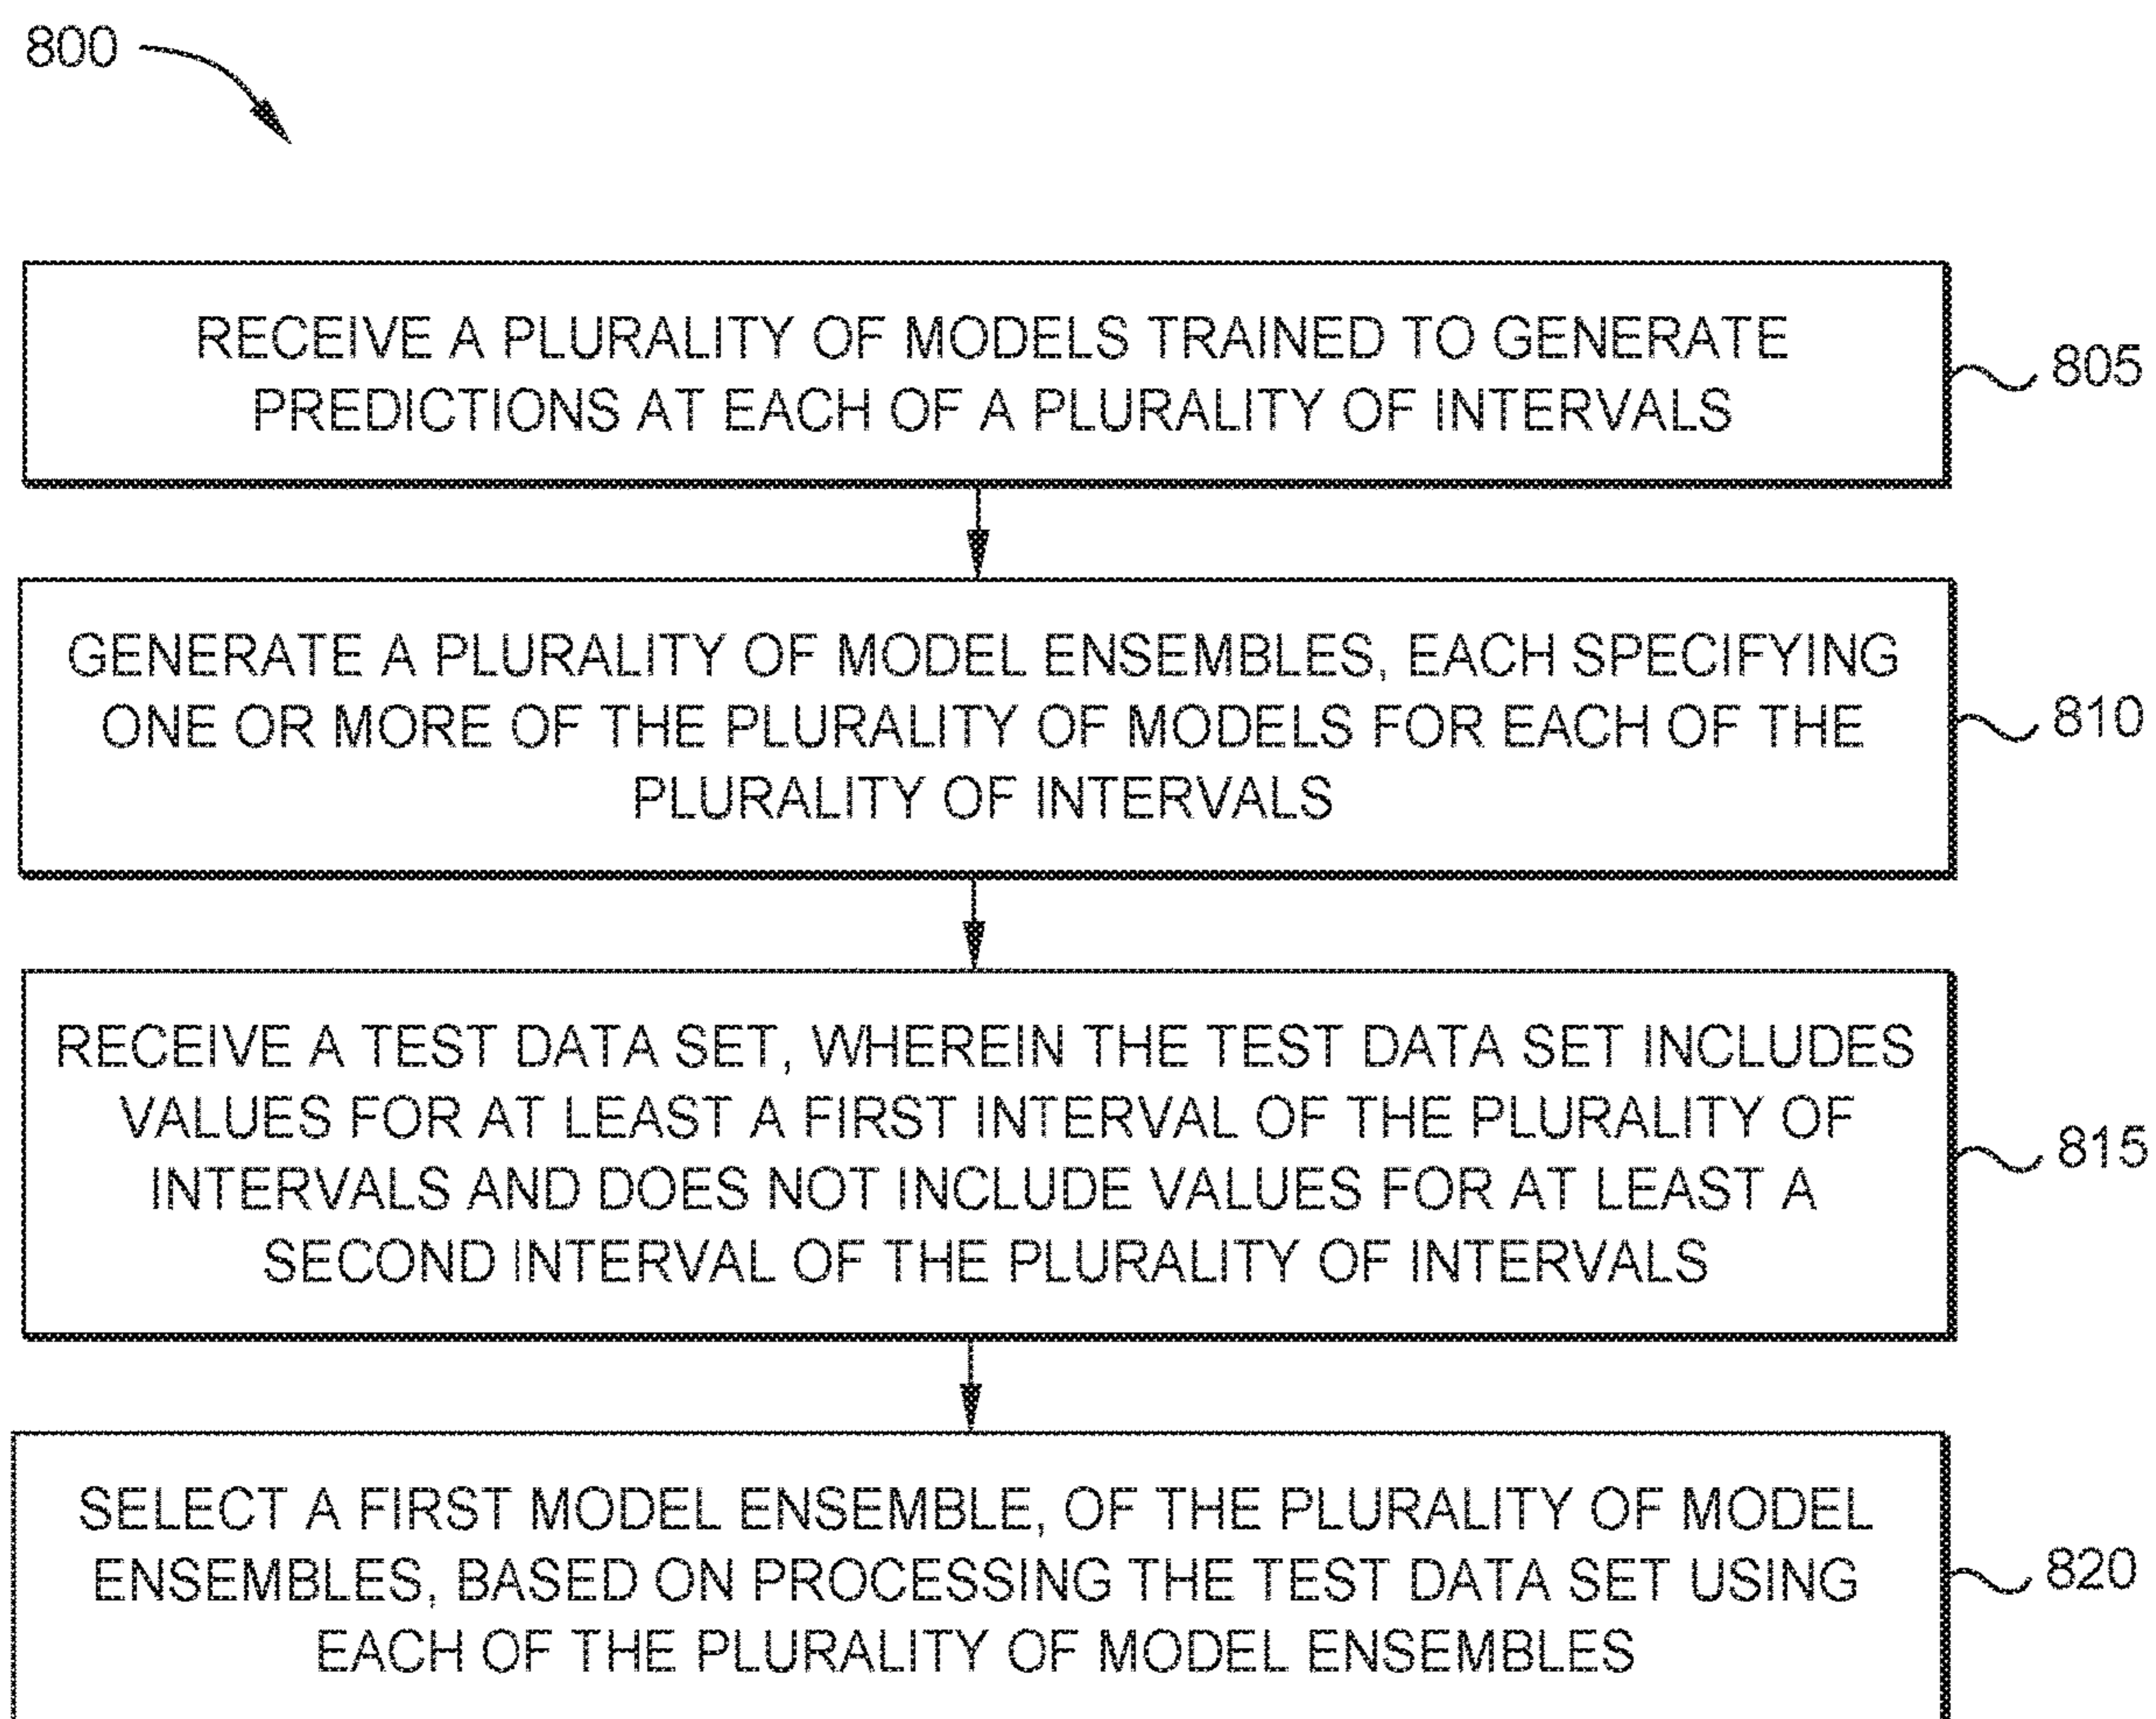 800
RECEIVE A PLURALITY OF MODELS TRAINED TO GENERATE
PREDICTIONS AT EACH OF A PLURALITY OF INTERVALS
805
GENERATE A PLURALITY OF MODEL ENSEMBLES, EACH SPECIFYING
ONE OR MORE OF THE PLURALITY OF MODELS FOR EACH OF THE
PLURALITY OF INTERVALS
810
RECEIVE A TEST DATA SET, WHEREIN THE TEST DATA SET INCLUDES
VALUES FOR AT LEAST A FIRST INTERVAL OF THE PLURALITY OF
INTERVALS AND DOES NOT INCLUDE VALUES FOR AT LEAST A
SECOND INTERVAL OF THE PLURALITY OF INTERVALS
815
SELECT A FIRST MODEL ENSEMBLE, OF THE PLURALITY OF MODEL
ENSEMBLES, BASED ON PROCESSING THE TEST DATA SET USING
EACH OF THE PLURALITY OF MODEL ENSEMBLES
820